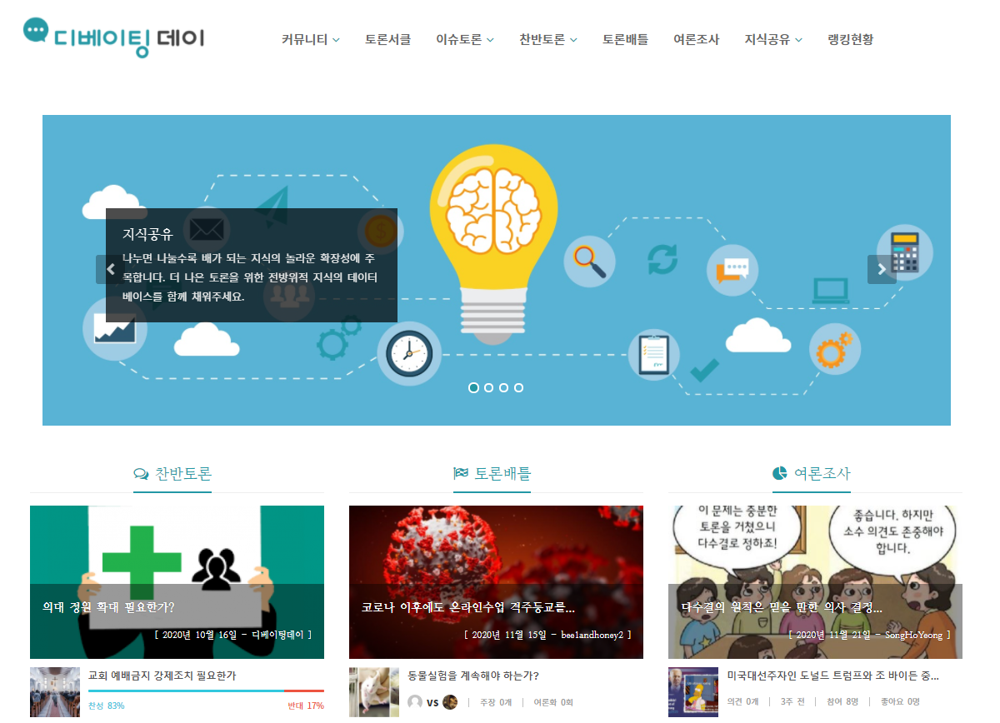 디베이팅 데이
커뮤니티 토론서클 이슈토론 찬반토론 토론배틀 여론조사 지식공유 랭킹현황
지식공유
나누면 나눌수록 배가 되는 지식의 놀라운 확장성에 주
목합니다. 더 나은 토론을 위한 전방위적 지식의 데이터
베이스를 함께 채워주세요.
찬반토론
의대 정원 확대 필요한가?
[ 2020년 10월 16일 - 디베이팅데이 ]
교회 예배금지 강제조치 필요한가
찬성 83% 반대 17%
토론배틀
코로나 이후에도 온라인수업 격주등교를...
[ 2020년 11월 15일 - bee1andhoney2 ]
동물실험을 계속해야 하는가?
VS 주장 0개 여론화 0회
여론조사
이 문제는 충분한
토론을 거쳤으니
다수결로 정하죠!
좋습니다. 하지만
소수 의견도 존중해야
합니다.
다수결의 원칙은 믿을 만한 의사 결정...
[ 2020년 11월 21일 - SongHoYeong ]
미국대선주자인 도널드 트럼프와 조 바이든 중...
의견 0개 3주 전 참여 8명 좋아요 0명